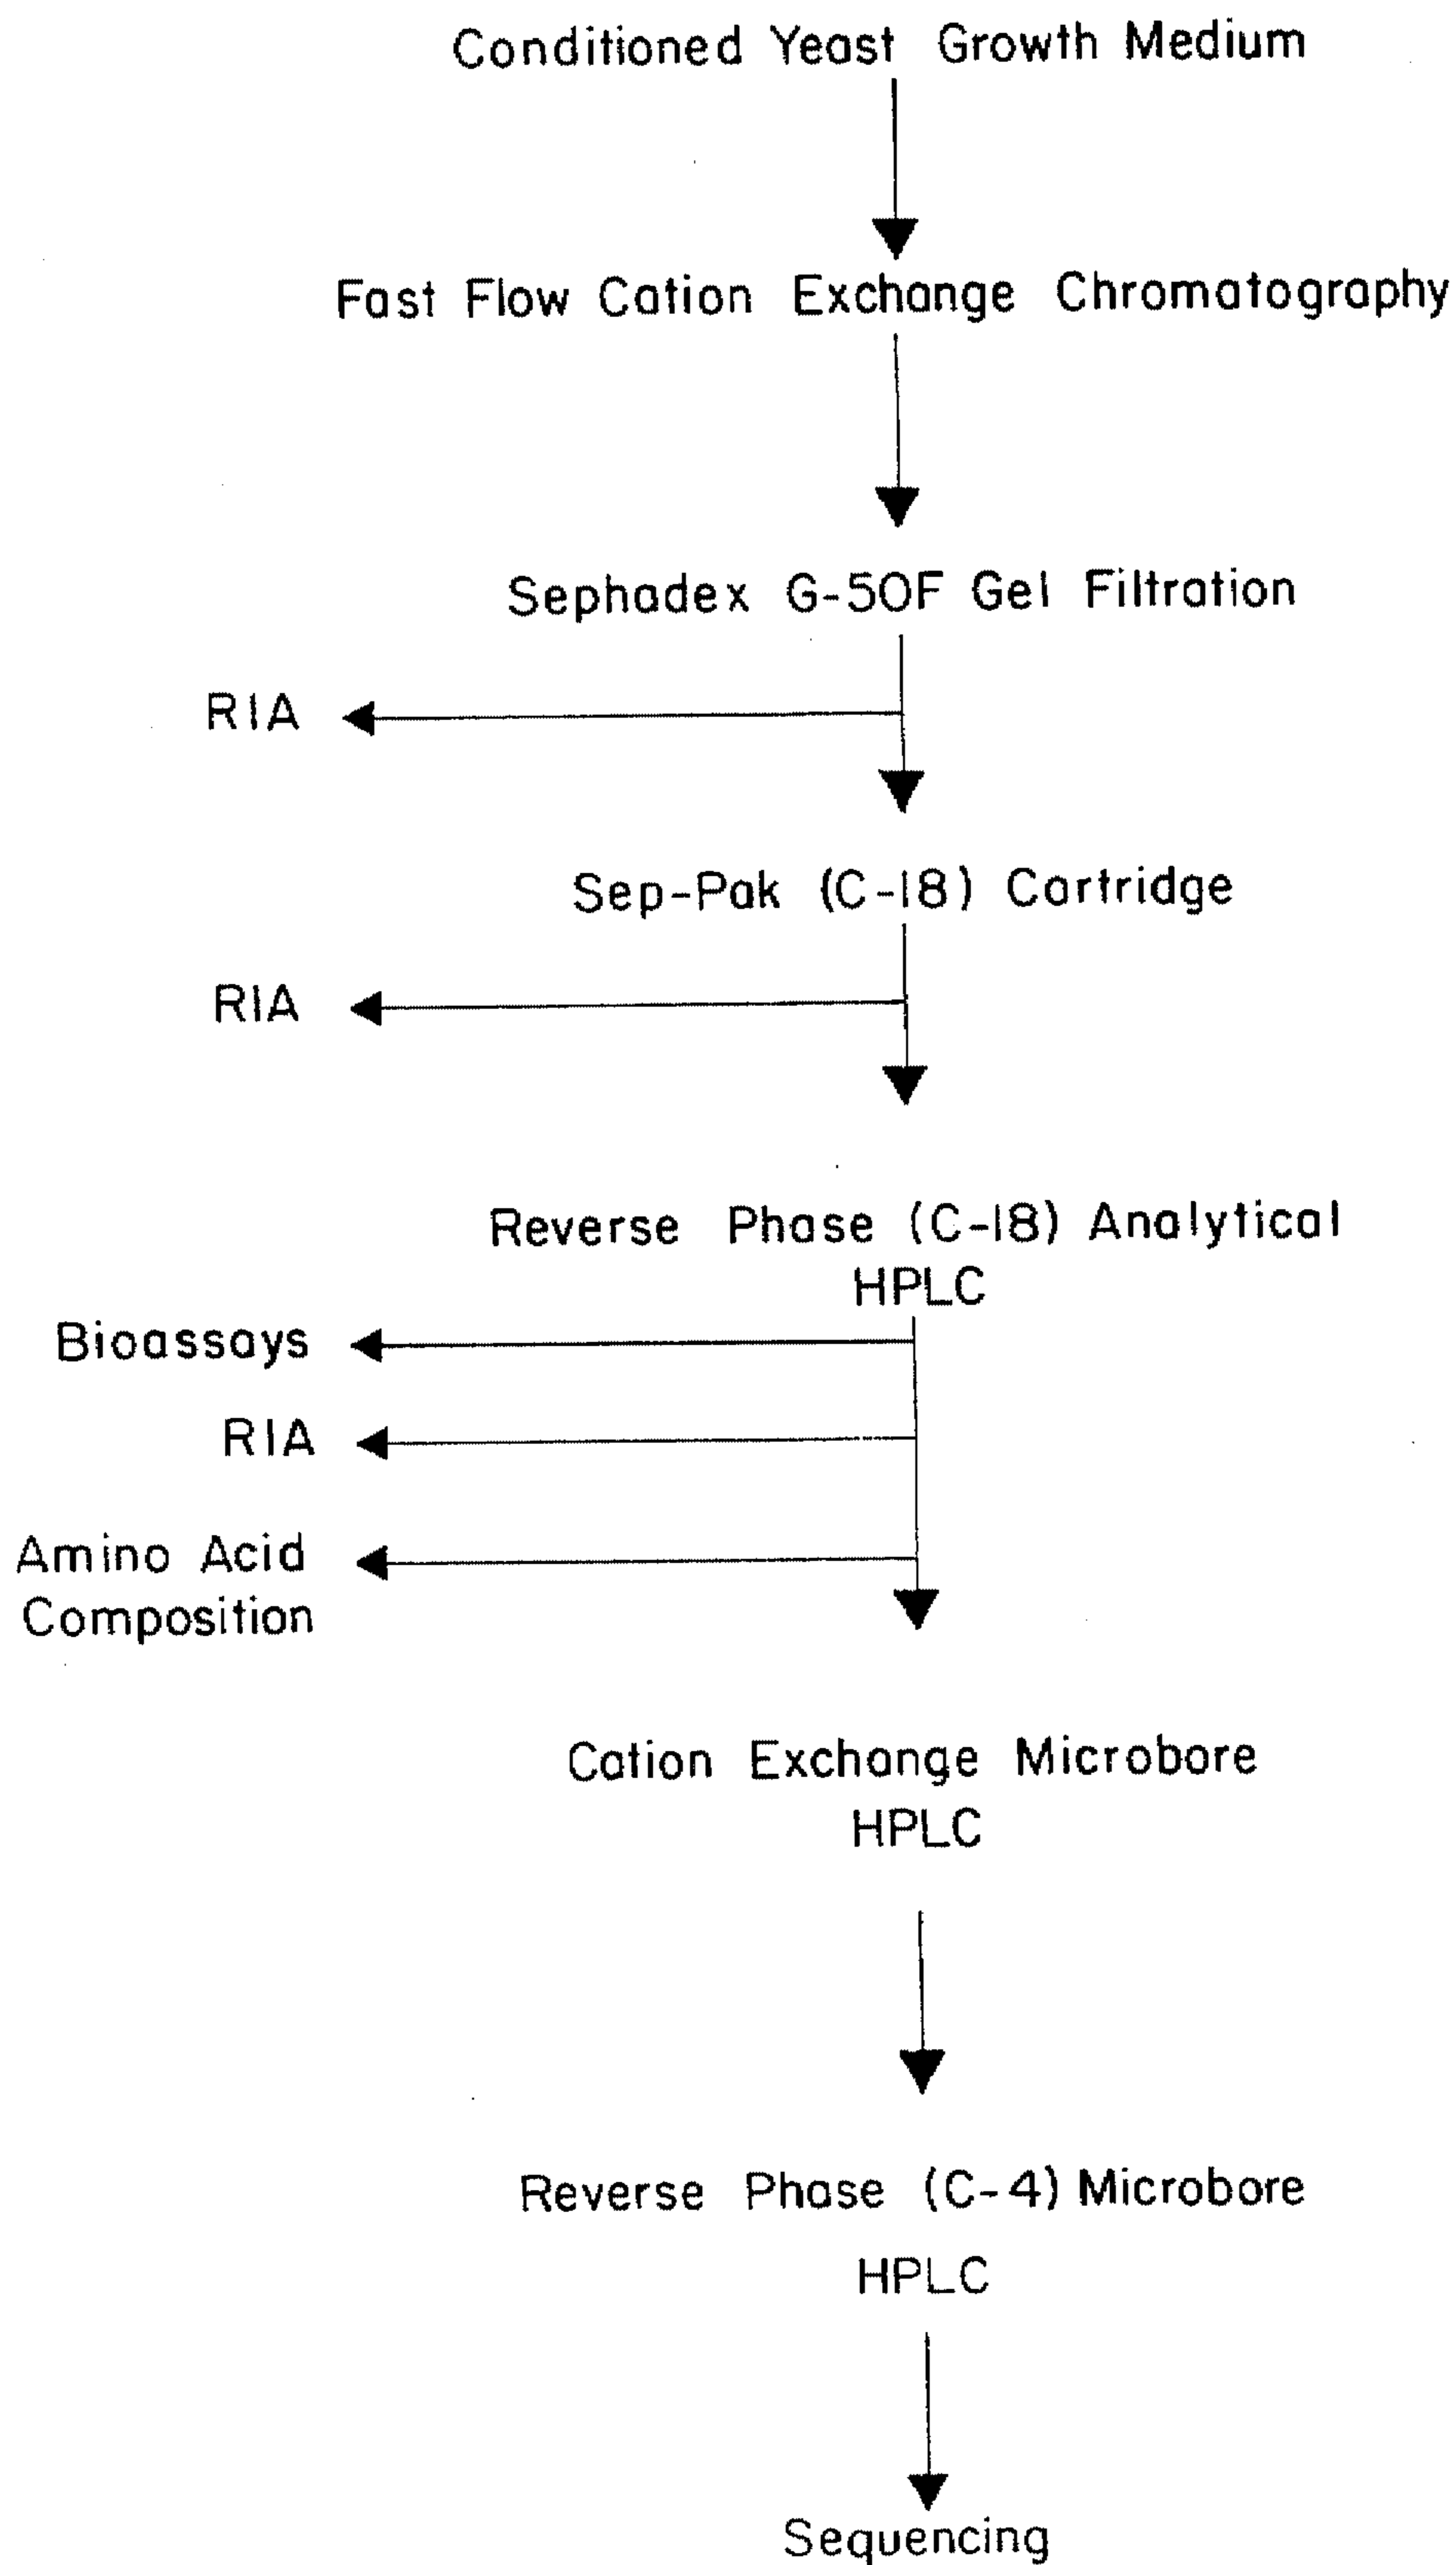 Conditioned Yeast Growth Medium
Fast Flow Cation Exchange Chromatography
Sephadex G-50F Gel Filtration
RIA
Sep-Pak (C-18) Cartridge
RIA
Reverse Phase (C-18) Analytical
HPLC
Bioassays
RIA
Amino Acid
Composition
Cation Exchange Microbore
HPLC
Reverse Phase (C-4) Microbore
HPLC
Sequencing